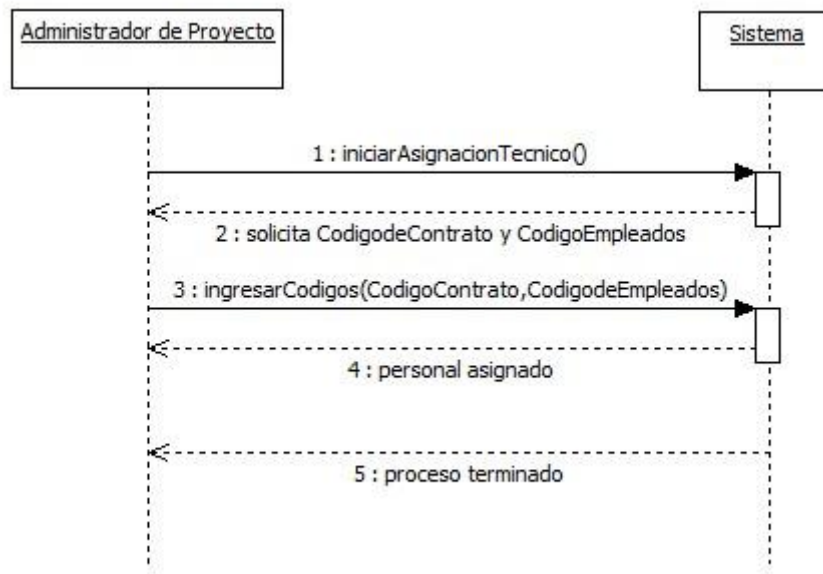 Administrador de Proyecto
Sistema
1 : iniciarAsignacionTecnico()
2 : solicita CodigodeContrato y CodigoEmpleados
3 : ingresarCodigos(CodigoContrato,CodigodeEmpleados)
4 : personal asignado
5 : proceso terminado